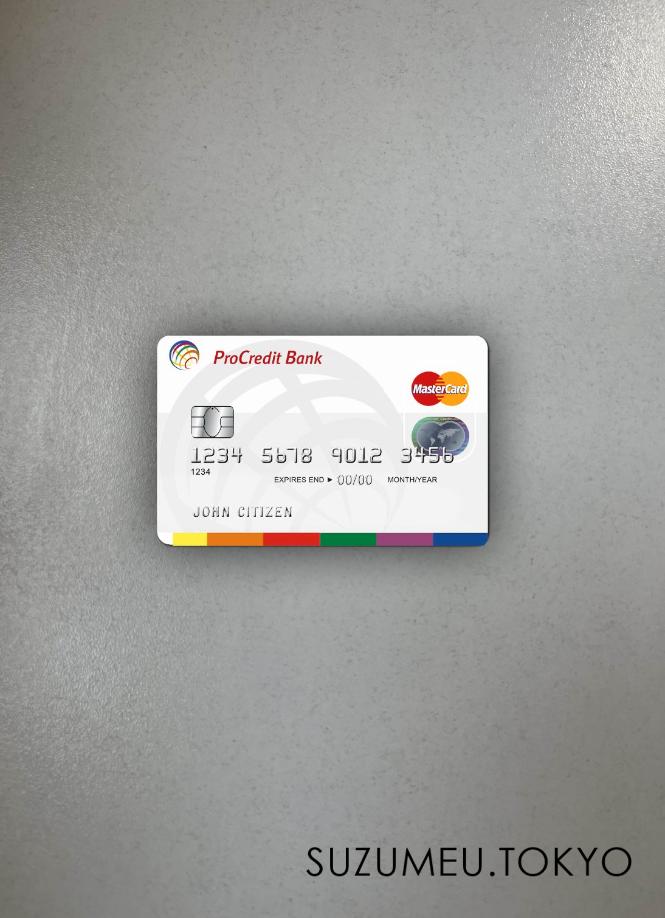 ProCredit Bank
MasterCard
1234 5678 9012 3456
1234
EXPIRES END ► 00/00 MONTH/YEAR
JOHN CITIZEN
SUZUMEU.TOKYO